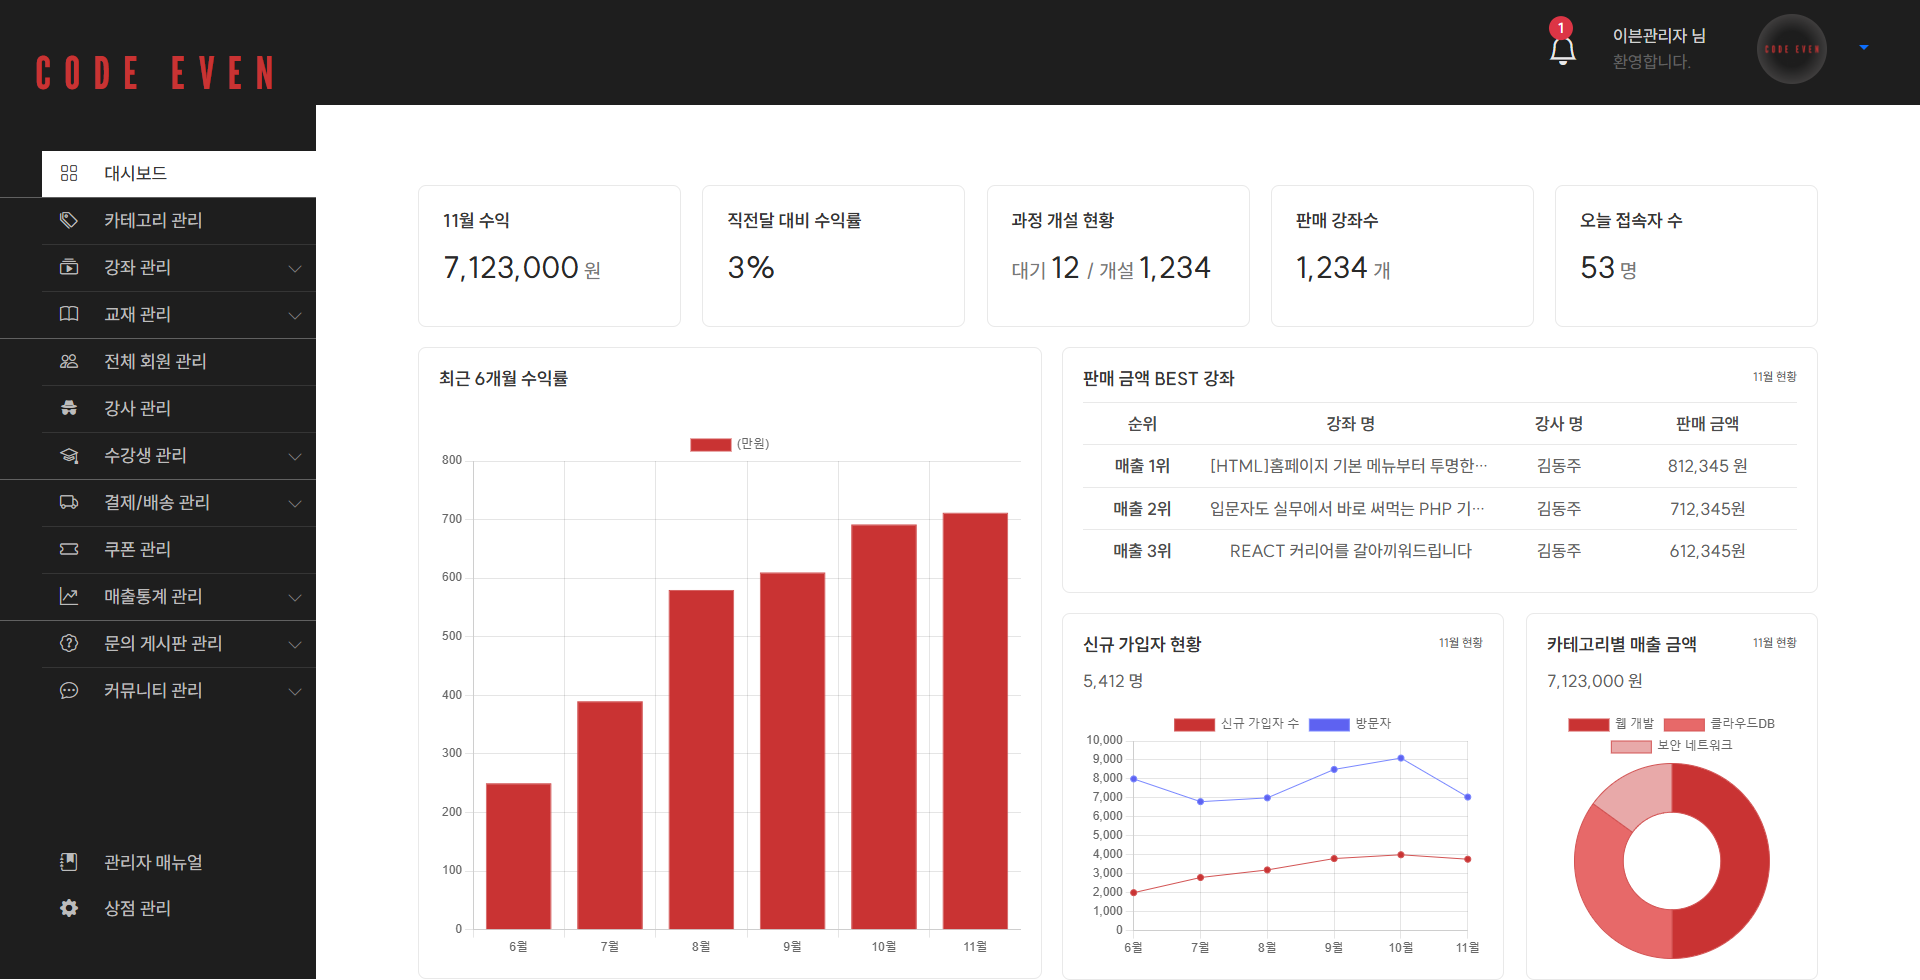 CODE EVEN
1
이븐관리자 님
환영합니다.
CODE EVEN
대시보드
카테고리 관리
강좌 관리
교재 관리
전체 회원 관리
강사 관리
수강생 관리
결제/배송 관리
쿠폰 관리
매출통계 관리
문의 게시판 관리
커뮤니티 관리
관리자 매뉴얼
상점 관리
11월 수익
7,123,000 원
직전달 대비 수익률
3%
과정 개설 현황
대기 12 / 개설 1,234
판매 강좌수
1,234 개
오늘 접속자 수
53 명
최근 6개월 수익률
(만원)
800
700
600
500
400
300
200
100
0
6월 7월 8월 9월 10월 11월
판매 금액 BEST 강좌 11월 현황
순위 강좌 명 강사 명 판매 금액
매출 1위 [HTML]홈페이지 기본 메뉴부터 투명한… 김동주 812,345 원
매출 2위 입문자도 실무에서 바로 써먹는 PHP 기… 김동주 712,345원
매출 3위 REACT 커리어를 갈아끼워드립니다 김동주 612,345원
신규 가입자 현황 11월 현황
5,412 명
신규 가입자 수 방문자
10,000
9,000
8,000
7,000
6,000
5,000
4,000
3,000
2,000
1,000
0
6월 7월 8월 9월 10월 11월
카테고리별 매출 금액 11월 현황
7,123,000 원
웹 개발 클라우드DB
보안 네트워크